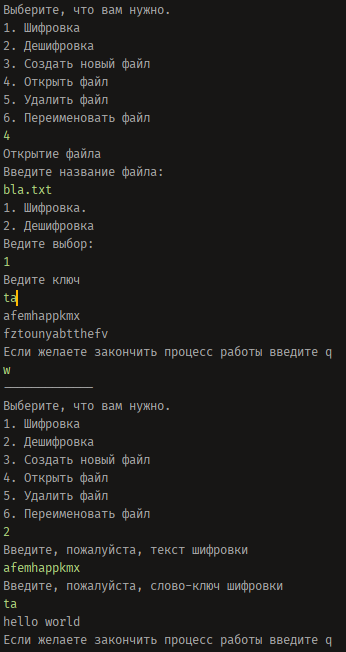 Выберите, что вам нужно.
1. Шифровка
2. Дешифровка
3. Создать новый файл
4. Открыть файл
5. Удалить файл
6. Переименовать файл
4
Открытие файла
Введите название файла:
bla.txt
1. Шифровка.
2. Дешифровка
Ведите выбор:
1
Ведите ключ
ta
afemhappkmx
fztounyabtthefv
Если желаете закончить процесс работы введите q
w
—————————————
Выберите, что вам нужно.
1. Шифровка
2. Дешифровка
3. Создать новый файл
4. Открыть файл
5. Удалить файл
6. Переименовать файл
2
Введите, пожалуйста, текст шифровки
afemhappkmx
Введите, пожалуйста, слово-ключ шифровки
ta
hello world
Если желаете закончить процесс работы введите q